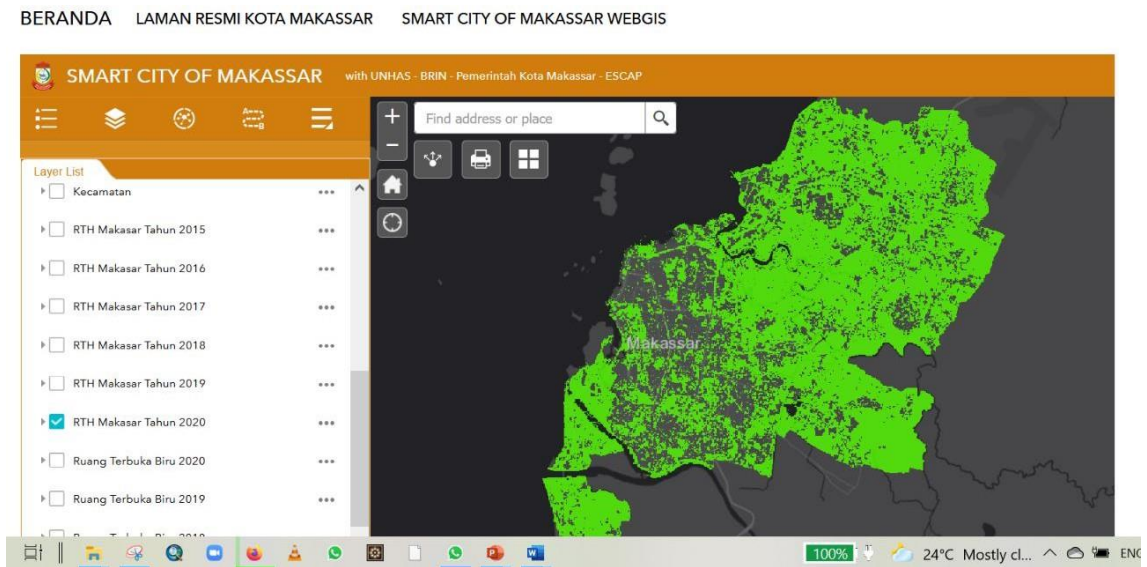 BERANDA LAMAN RESMI KOTA MAKASSAR SMART CITY OF MAKASSAR WEBGIS
SMART CITY OF MAKASSAR with UNHAS - BRIN - Pemerintah Kota Makassar - ESCAP
Find address or place
Layer List
Kecamatan
RTH Makasar Tahun 2015
RTH Makasar Tahun 2016
RTH Makasar Tahun 2017
RTH Makasar Tahun 2018
Makassar
RTH Makasar Tahun 2019
RTH Makasar Tahun 2020
Ruang Terbuka Biru 2020
Ruang Terbuka Biru 2019
100% 24°C Mostly cl... ENG